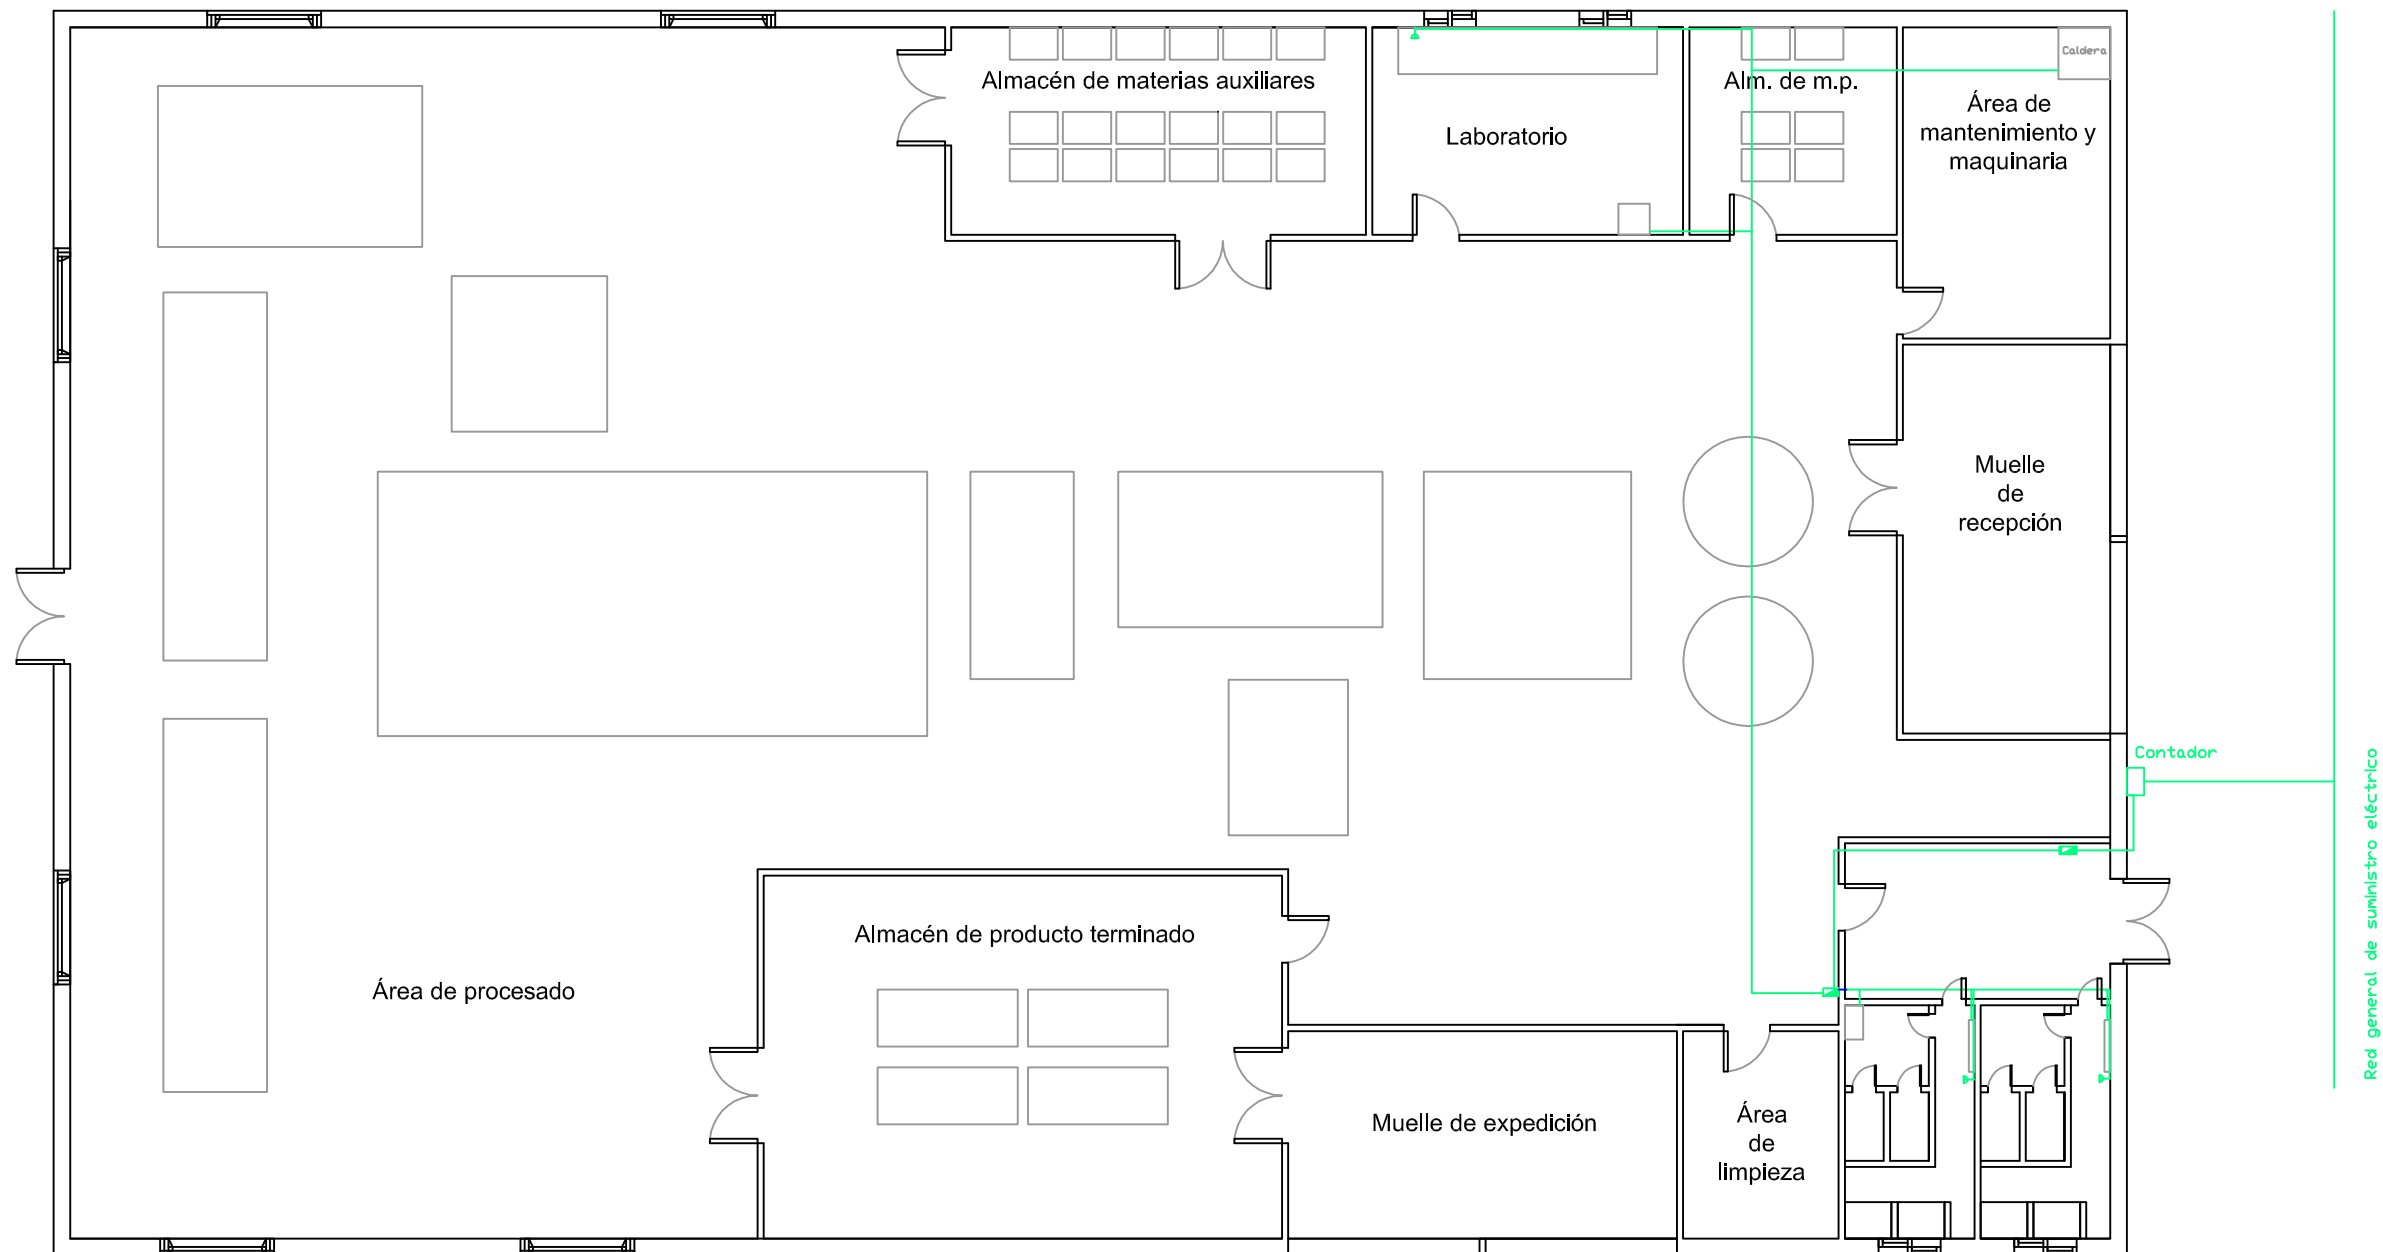 Caldera
Almacén de materias auxiliares
Alm. de m.p.
Área de
mantenimiento y
maquinaria
Laboratorio
Muelle
de
recepción
Contador
Red general de suministro eléctrico
Almacén de producto terminado
Área de procesado
Muelle de expedición
Área
de
limpieza